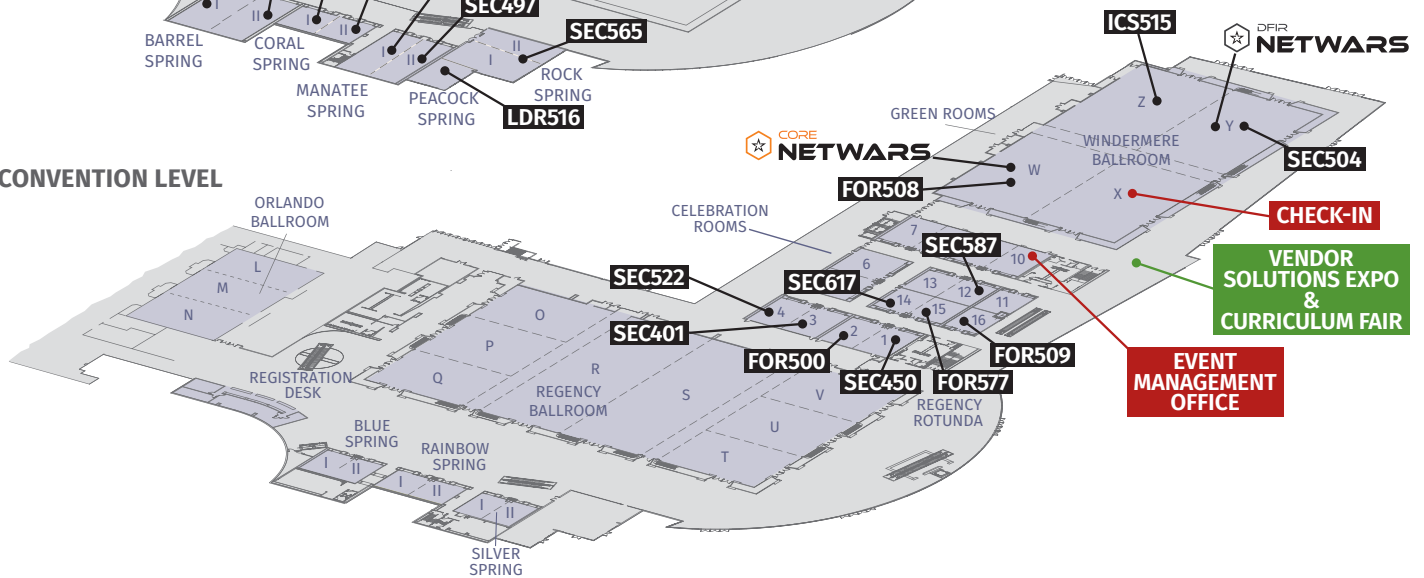 SEC497
ICS515
SEC565
DFIR
NETWARS
I
II
I
II
I
II
I
II
BARREL
SPRING
CORAL
SPRING
MANATEE
SPRING
PEACOCK
SPRING
ROCK
SPRING
LDR516
GREEN ROOMS
Z
Y
WINDERMERE
BALLROOM
W
X
CORE
NETWARS
SEC504
FOR508
CHECK-IN
CONVENTION LEVEL
ORLANDO
BALLROOM
L
M
N
CELEBRATION
ROOMS
7
SEC587
10
6
SEC522
SEC617
13
12
11
14
15
16
4
3
2
1
SEC401
FOR500
SEC450
FOR577
FOR509
VENDOR
SOLUTIONS EXPO
&
CURRICULUM FAIR
EVENT
MANAGEMENT
OFFICE
REGISTRATION
DESK
O
P
Q
R
REGENCY
BALLROOM
S
V
U
T
REGENCY
ROTUNDA
BLUE
SPRING
I
II
RAINBOW
SPRING
I
II
I
II
SILVER
SPRING